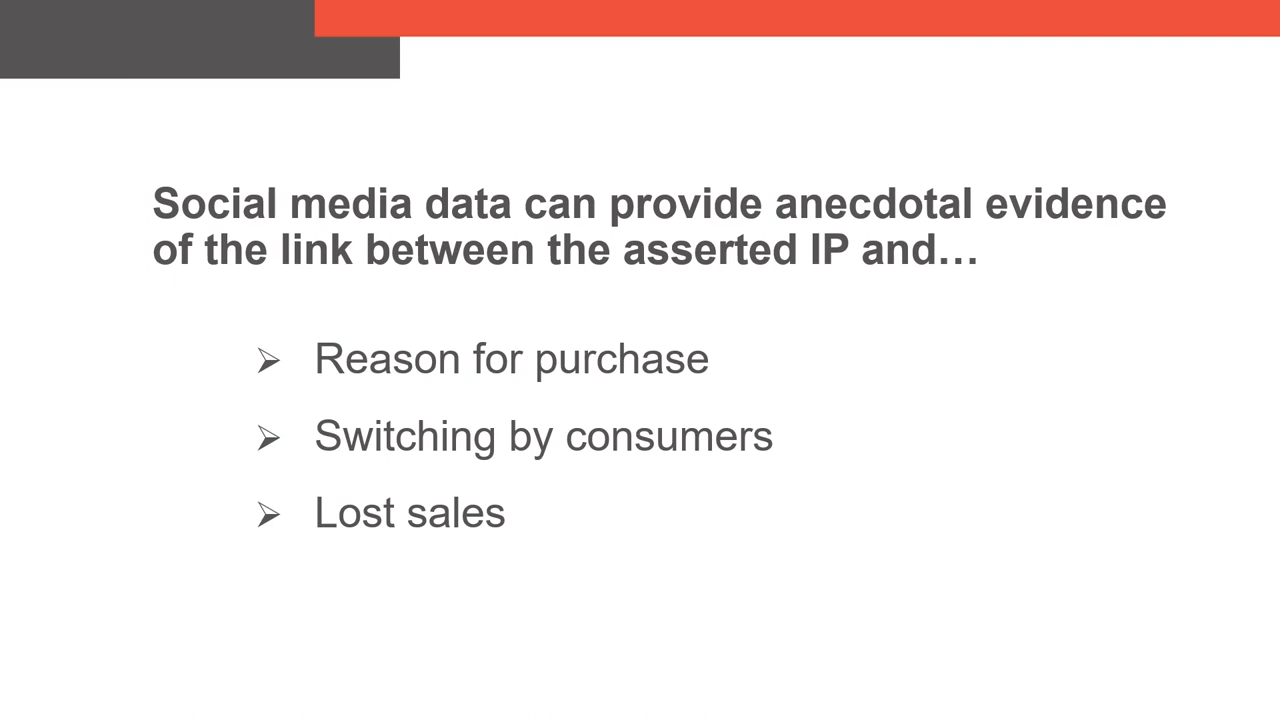 Social media data can provide anecdotal evidence
of the link between the asserted IP and…
➢ Reason for purchase
➢ Switching by consumers
➢ Lost sales